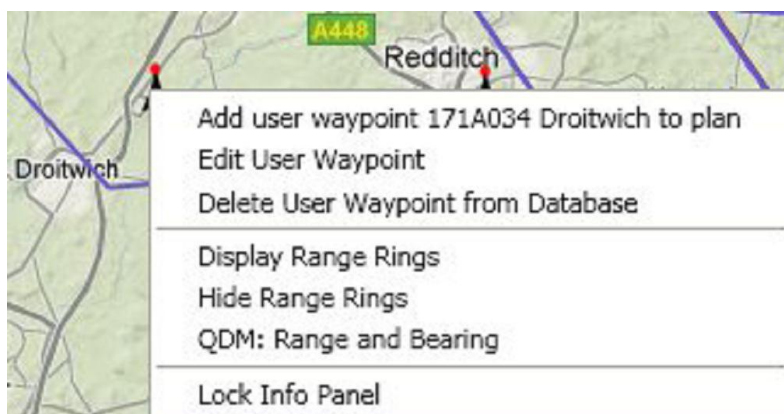 A448
Redditch
Droitwich
Add user waypoint 171A034 Droitwich to plan
Edit User Waypoint
Delete User Waypoint from Database
Display Range Rings
Hide Range Rings
QDM: Range and Bearing
Lock Info Panel